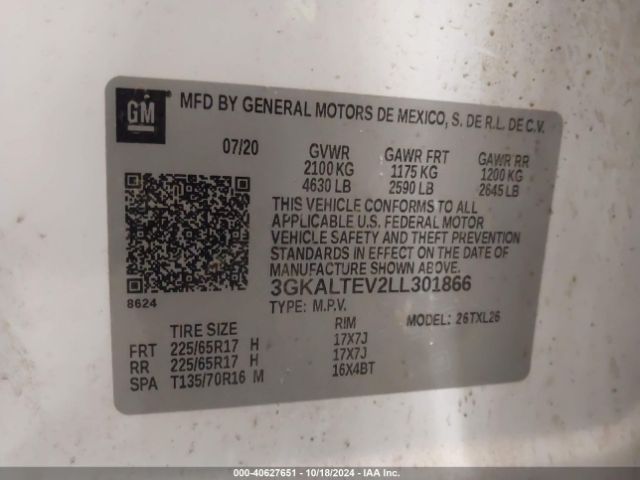 GM
MFD BY GENERAL MOTORS DE MEXICO, S. DE R.L. DE C.V.
07/20 GVWR GAWR FRT GAWR RR
2100 KG 1175 KG 1200 KG
4630 LB 2590 LB 2645 LB
THIS VEHICLE CONFORMS TO ALL
APPLICABLE U.S. FEDERAL MOTOR
VEHICLE SAFETY AND THEFT PREVENTION
STANDARDS IN EFFECT ON THE DATE OF
MANUFACTURE SHOWN ABOVE.
3GKALTEV2LL301866
8624
TYPE: M.P.V. MODEL: 26TXL26
TIRE SIZE RIM
FRT 225/65R17 H 17X7J
RR 225/65R17 H 17X7J
SPA T135/70R16 M 16X4BT
000-40627651 | 10/18/2024 | IAA Inc.